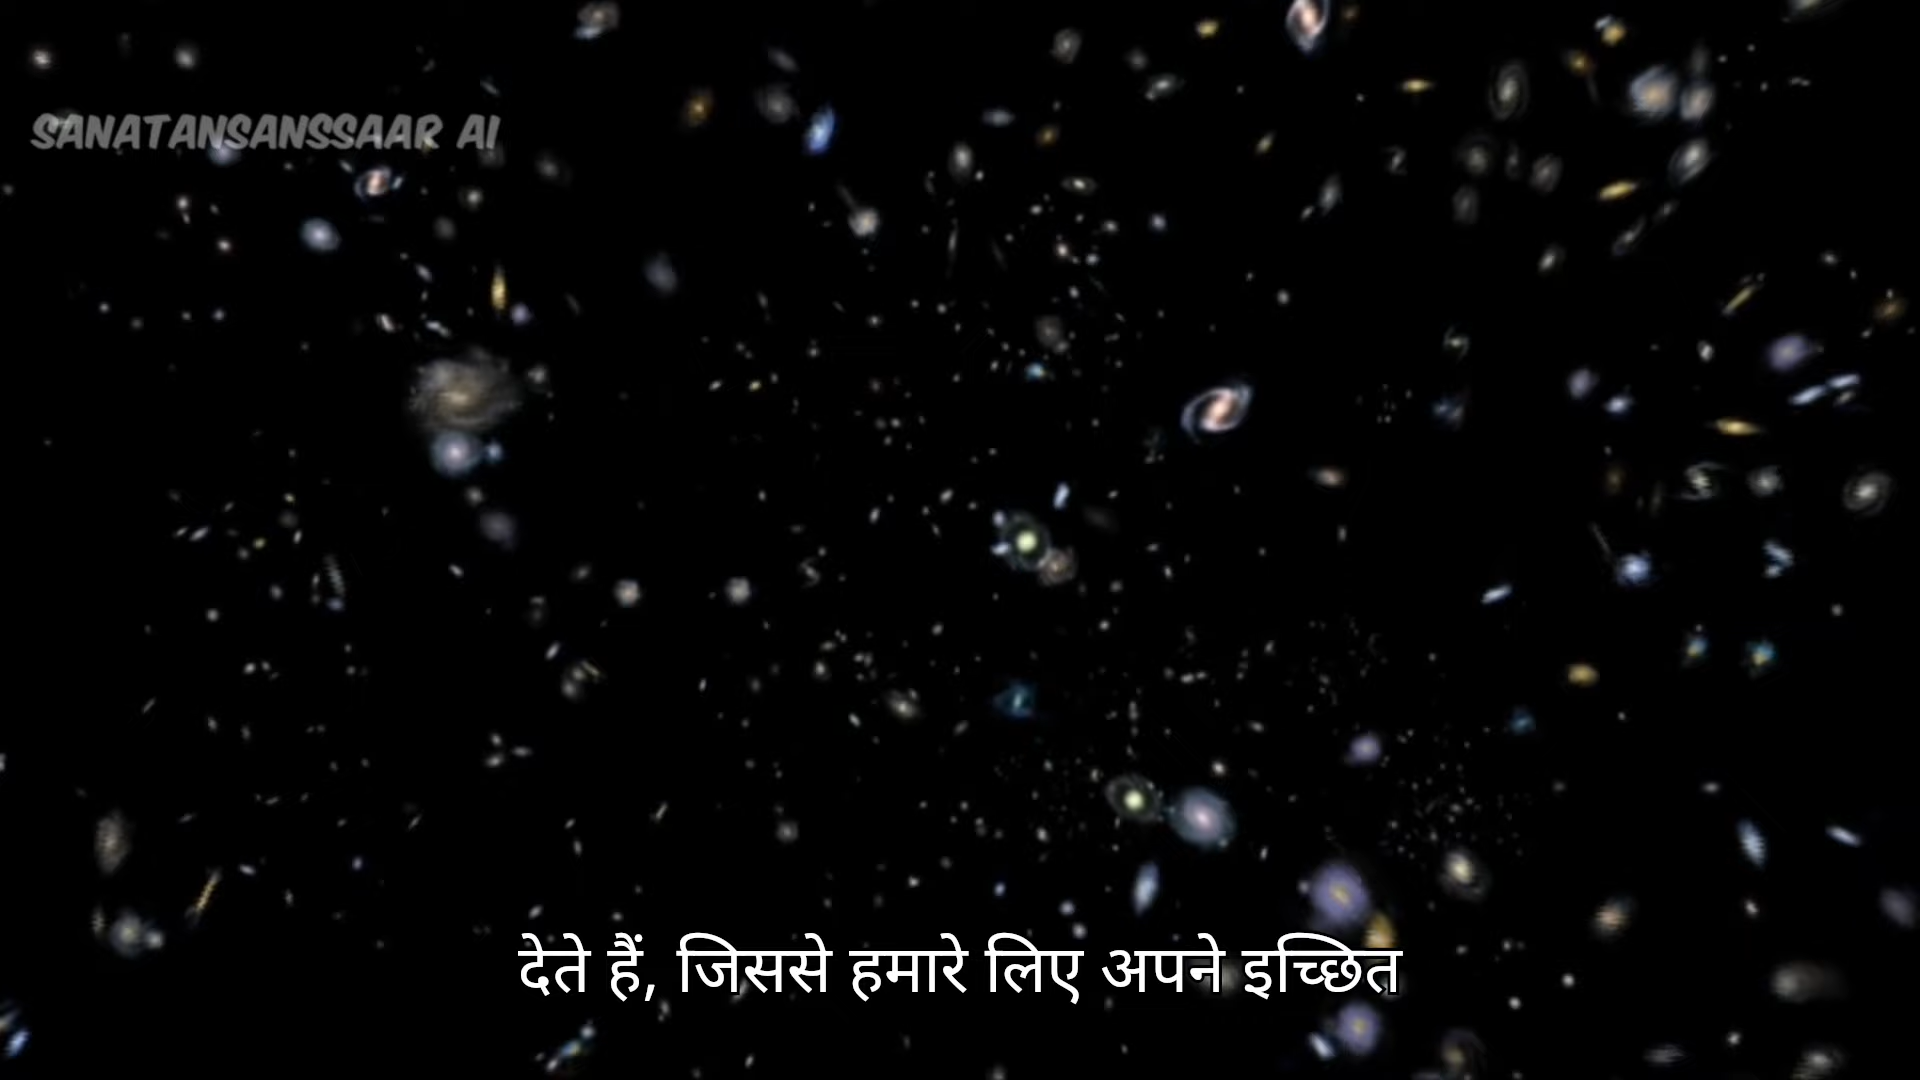 SANATANSANSSAAR AI
देते हैं, जिससे हमारे लिए अपने इच्छित